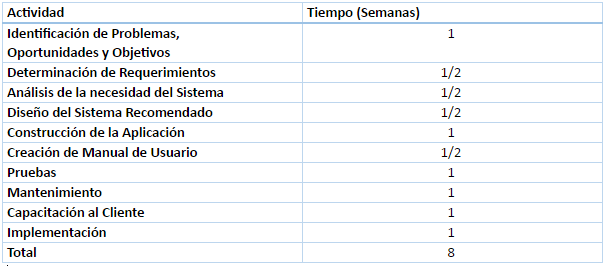 Actividad Tiempo (Semanas)
Identificación de Problemas, 1
Oportunidades y Objetivos
Determinación de Requerimientos 1/2
Análisis de la necesidad del Sistema 1/2
Diseño del Sistema Recomendado 1/2
Construcción de la Aplicación 1
Creación de Manual de Usuario 1/2
Pruebas 1
Mantenimiento 1
Capacitación al Cliente 1
Implementación 1
Total 8